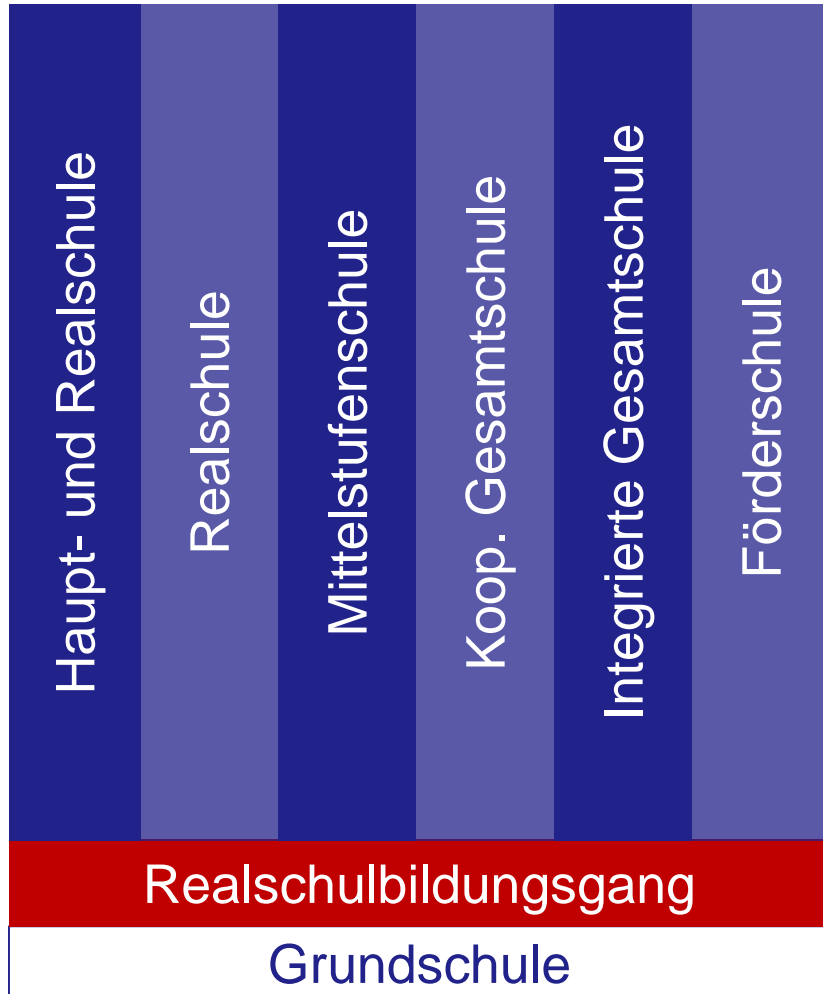 Haupt- und Realschule
Realschule
Mittelstufenschule
Koop. Gesamtschule
Integrierte Gesamtschule
Förderschule
Realschulbildungsgang
Grundschule